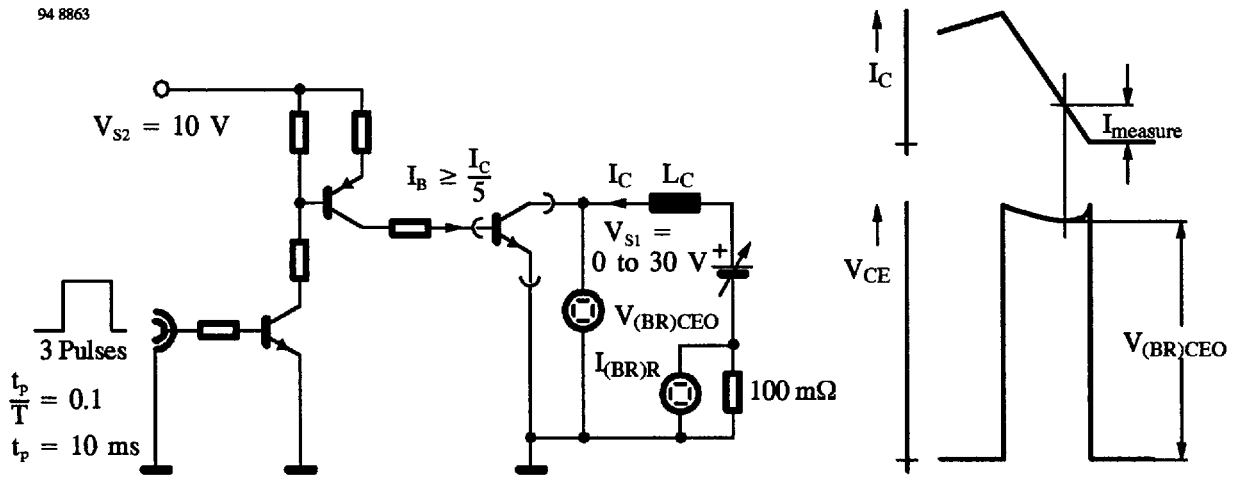 94 8863
V_S2 = 10 V
I_B ≥ I_C/5
I_C
L_C
V_S1 =
0 to 30 V
+
V_(BR)CEO
I_(BR)R
100 mΩ
3 Pulses
t_p/T = 0.1
t_p = 10 ms
I_C
I_measure
V_CE
V_(BR)CEO